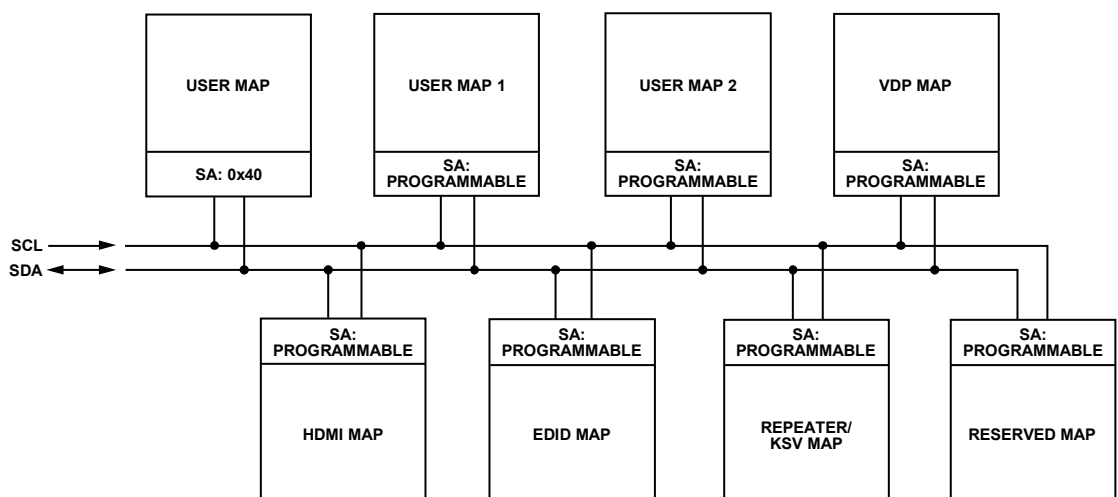 USER MAP
SA: 0x40
USER MAP 1
SA:
PROGRAMMABLE
USER MAP 2
SA:
PROGRAMMABLE
VDP MAP
SA:
PROGRAMMABLE
SCL
SDA
SA:
PROGRAMMABLE
HDMI MAP
SA:
PROGRAMMABLE
EDID MAP
SA:
PROGRAMMABLE
REPEATER/
KSV MAP
SA:
PROGRAMMABLE
RESERVED MAP